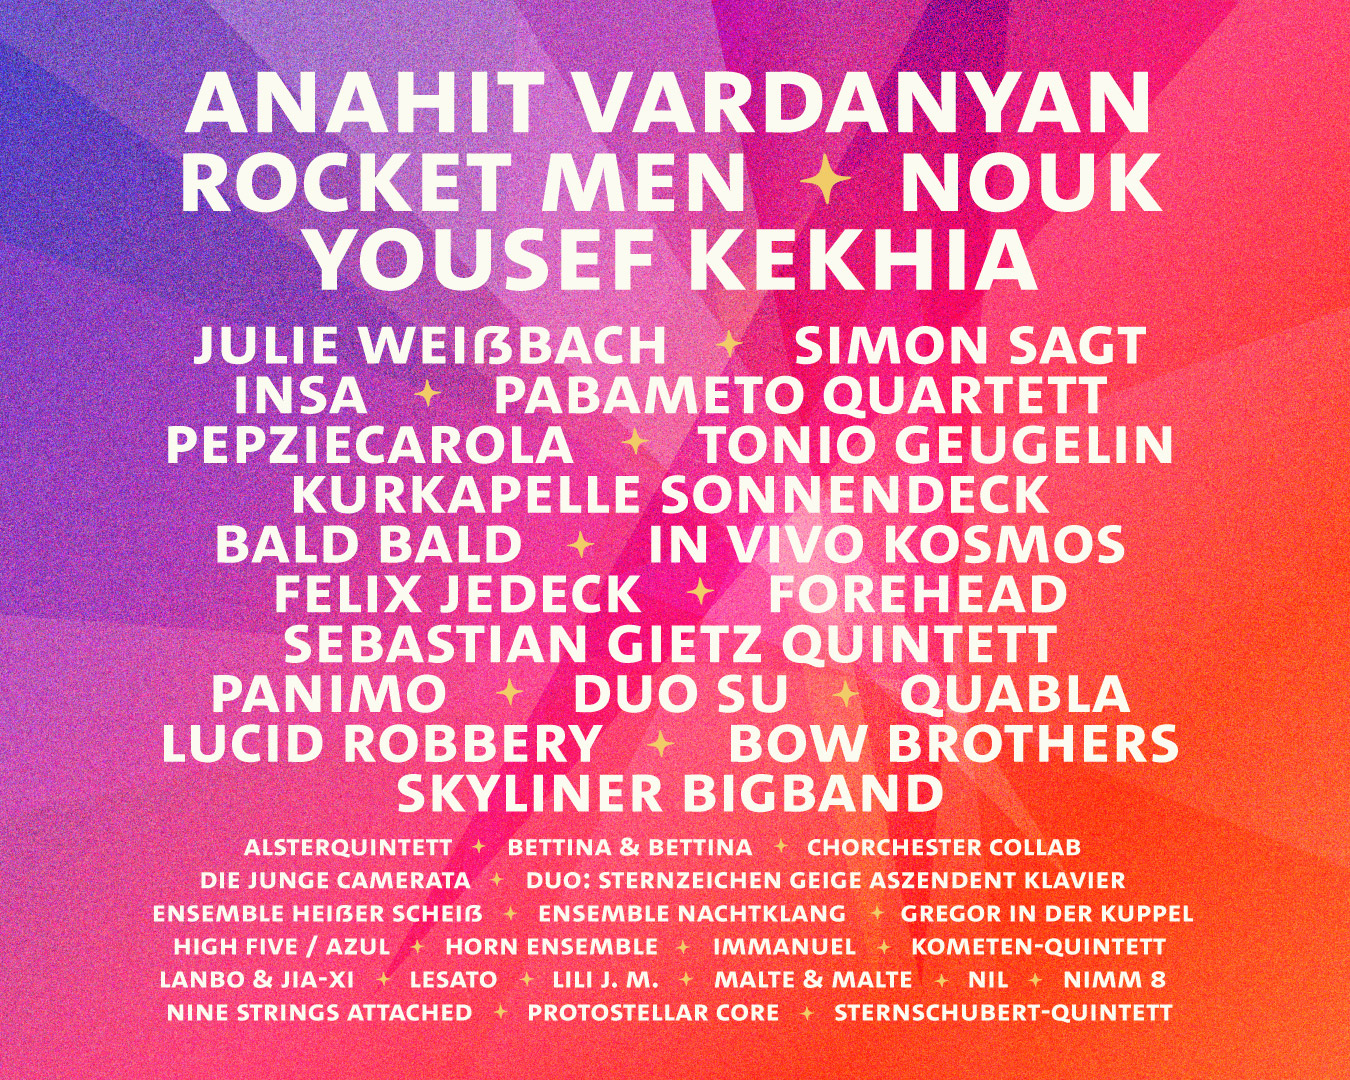 ANAHIT VARDANYAN
ROCKET MEN ✦ NOUK
YOUSEF KEKHIA
JULIE WEIßBACH ✦ SIMON SAGT
INSA ✦ PABAMETO QUARTETT
PEPZIECAROLA ✦ TONIO GEUGELIN
KURKAPELLE SONNENDECK
BALD BALD ✦ IN VIVO KOSMOS
FELIX JEDECK ✦ FOREHEAD
SEBASTIAN GIETZ QUINTETT
PANIMO ✦ DUO SU ✦ QUABLA
LUCID ROBBERY ✦ BOW BROTHERS
SKYLINER BIGBAND
ALSTERQUINTETT ✦ BETTINA & BETTINA ✦ CHORCHESTER COLLAB
DIE JUNGE CAMERATA ✦ DUO: STERNZEICHEN GEIGE ASZENDENT KLAVIER
ENSEMBLE HEIßER SCHEIß ✦ ENSEMBLE NACHTKLANG ✦ GREGOR IN DER KUPPEL
HIGH FIVE / AZUL ✦ HORN ENSEMBLE ✦ IMMANUEL ✦ KOMETEN-QUINTETT
LANBO & JIA-XI ✦ LESATO ✦ LILI J. M. ✦ MALTE & MALTE ✦ NIL ✦ NIMM 8
NINE STRINGS ATTACHED ✦ PROTOSTELLAR CORE ✦ STERNSCHUBERT-QUINTETT